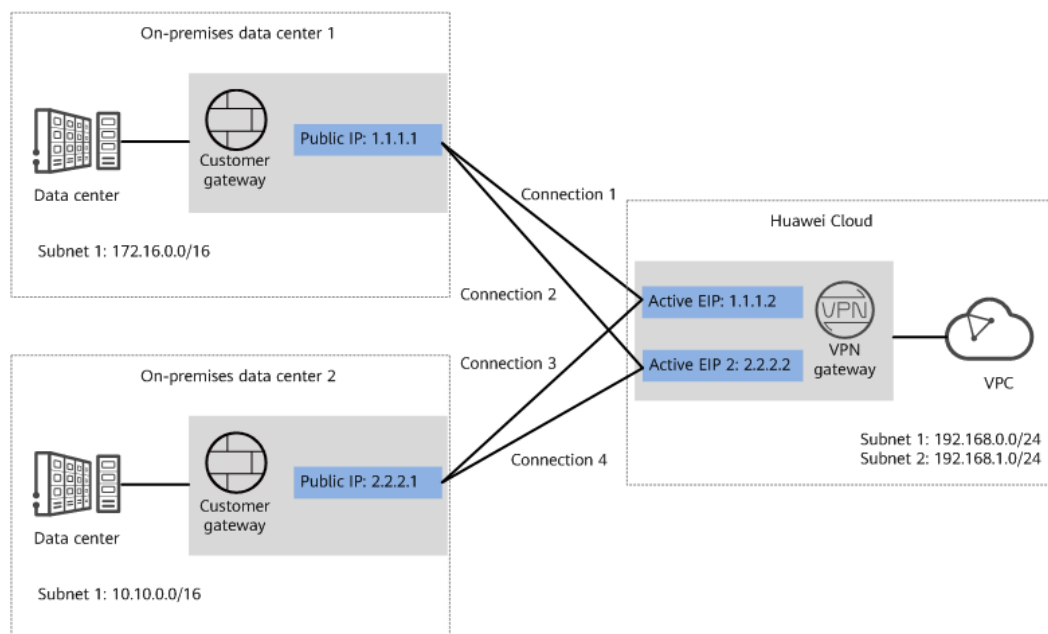 On-premises data center 1
Public IP: 1.1.1.1
Customer
gateway
Data center
Subnet 1: 172.16.0.0/16
Connection 1
Connection 2
Connection 3
Connection 4
Huawei Cloud
Active EIP: 1.1.1.2
VPN
Active EIP 2: 2.2.2.2
VPN
gateway
VPC
Subnet 1: 192.168.0.0/24
Subnet 2: 192.168.1.0/24
On-premises data center 2
Public IP: 2.2.2.1
Customer
gateway
Data center
Subnet 1: 10.10.0.0/16